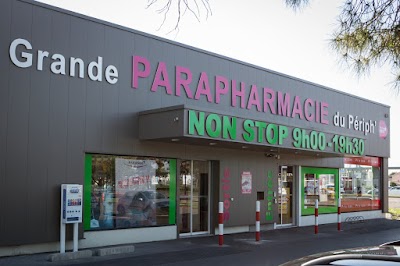 Grande PARAPHARMACIE du Périph'
NON STOP 9h00-19h30